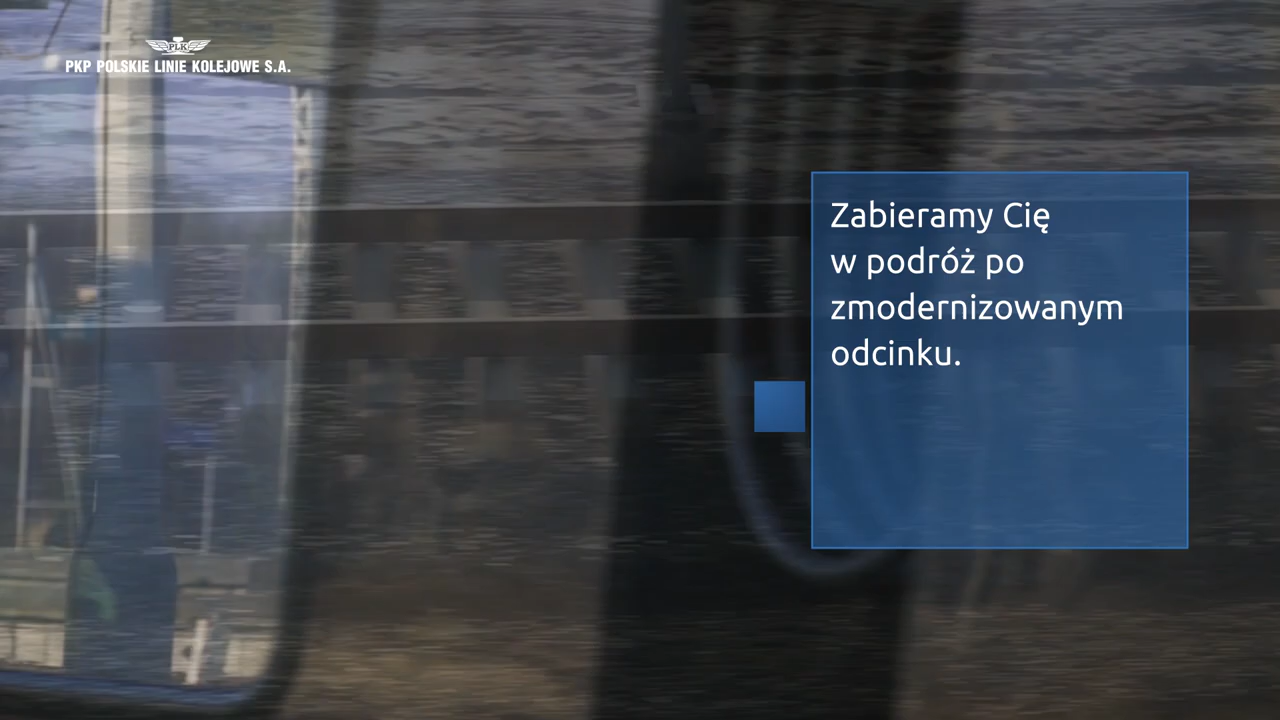 PLK
PKP POLSKIE LINIE KOLEJOWE S.A.
Zabieramy Cię
w podróż po
zmodernizowanym
odcinku.